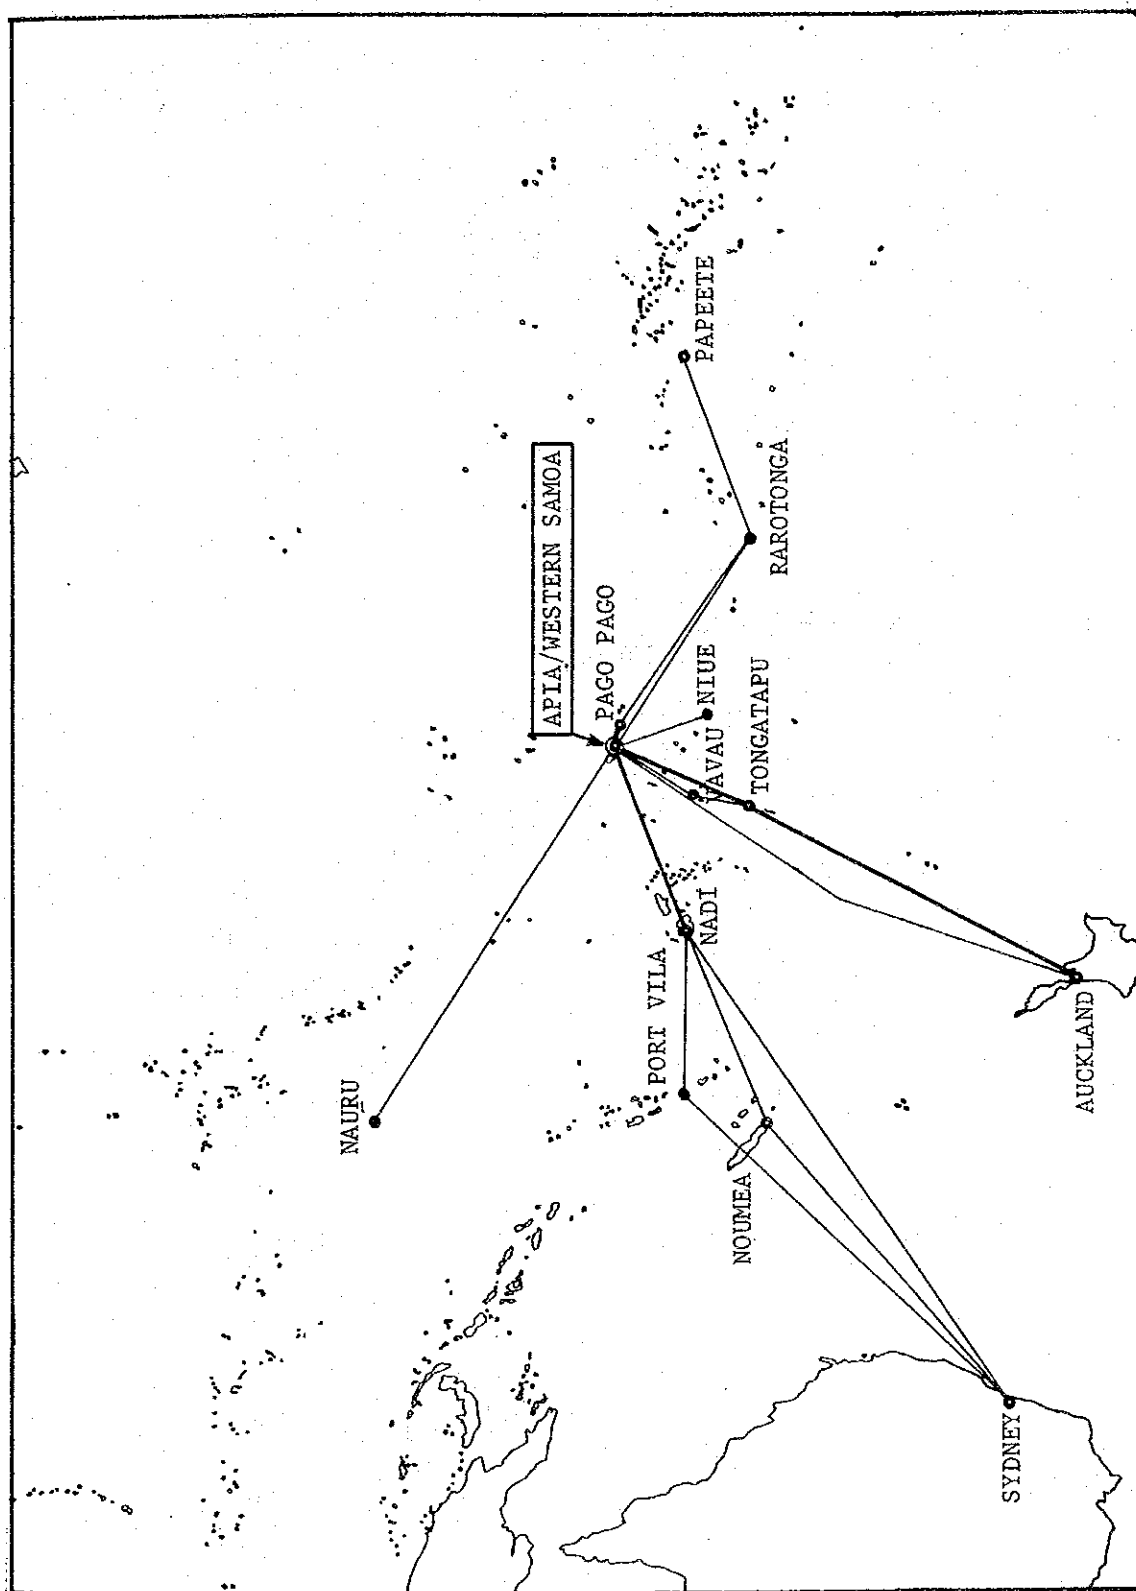 APIA/WESTERN SAMOA
PAGO PAGO
NAURU
PAPEETE
PORT VILA
NADI
VAVAU
NIUE
TONGATAPU
RAROTONGA
NOUMEA
AUCKLAND
SYDNEY